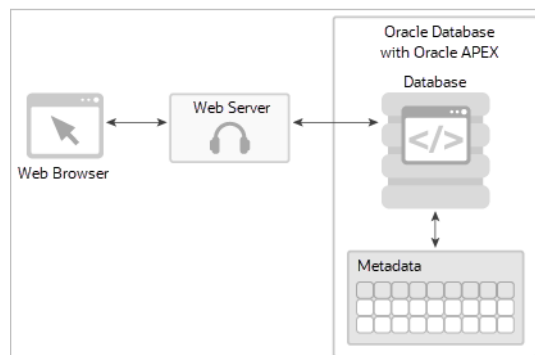 Oracle Database
with Oracle APEX
Database
Web Server
</>
Web Browser
Metadata